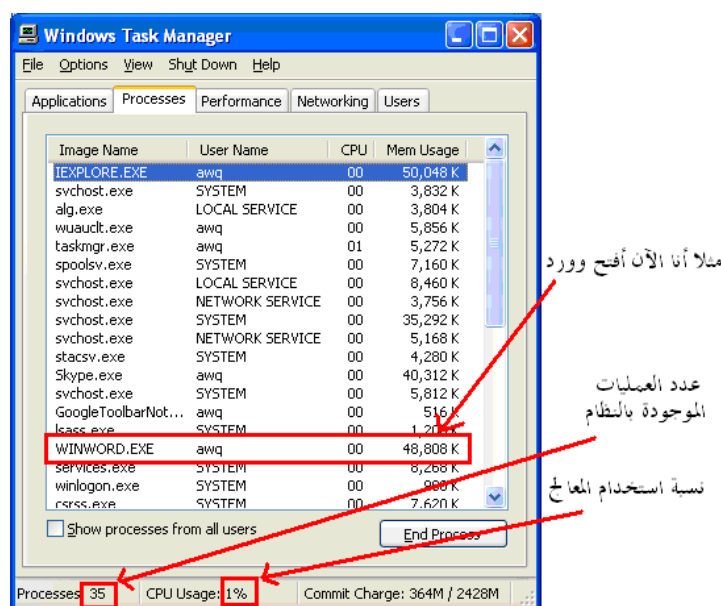 Windows Task Manager
File Options View Shut Down Help
Applications Processes Performance Networking Users
Image Name User Name CPU Mem Usage
IEXPLORE.EXE awq 00 50,048 K
svchost.exe SYSTEM 00 3,832 K
alg.exe LOCAL SERVICE 00 3,804 K
wuauclt.exe awq 00 5,856 K
taskmgr.exe awq 01 5,272 K
spoolsv.exe SYSTEM 00 7,160 K
svchost.exe LOCAL SERVICE 00 8,460 K
svchost.exe NETWORK SERVICE 00 3,756 K
svchost.exe SYSTEM 00 35,292 K
svchost.exe NETWORK SERVICE 00 5,168 K
stacsv.exe SYSTEM 00 4,280 K
Skype.exe awq 00 40,312 K
svchost.exe SYSTEM 00 5,812 K
GoogleToolbarNot... awq 00 516 K
lsass.exe SYSTEM 00 K
WINWORD.EXE awq 00 48,808 K
services.exe SYSTEM 00 8,268 K
winlogon.exe SYSTEM 00 K
csrss.exe SYSTEM 00 7,620 K
Show processes from all users
End Process
Processes: 35 CPU Usage: 1% Commit Charge: 364M / 2428M
مثلا أنا الآن أفتح وورد
عدد العمليات
الموجودة بالنظام
نسبة استخدام المعالج